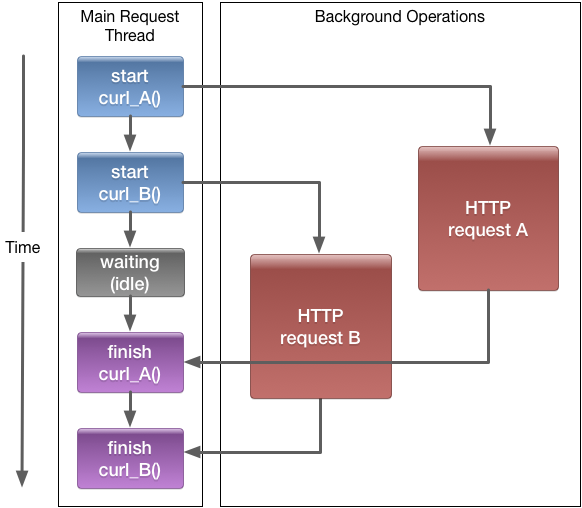 Main Request
Thread
Background Operations
start
curl_A()
start
curl_B()
HTTP
request A
Time
waiting
(idle)
HTTP
request B
finish
curl_A()
finish
curl_B()